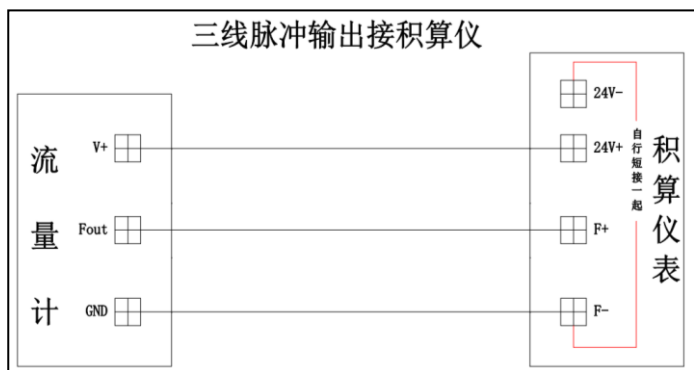 三线脉冲输出接积算仪
流量计
V+
Fout
GND
24V-
24V+
F+
F-
自行短接一起
积算仪表